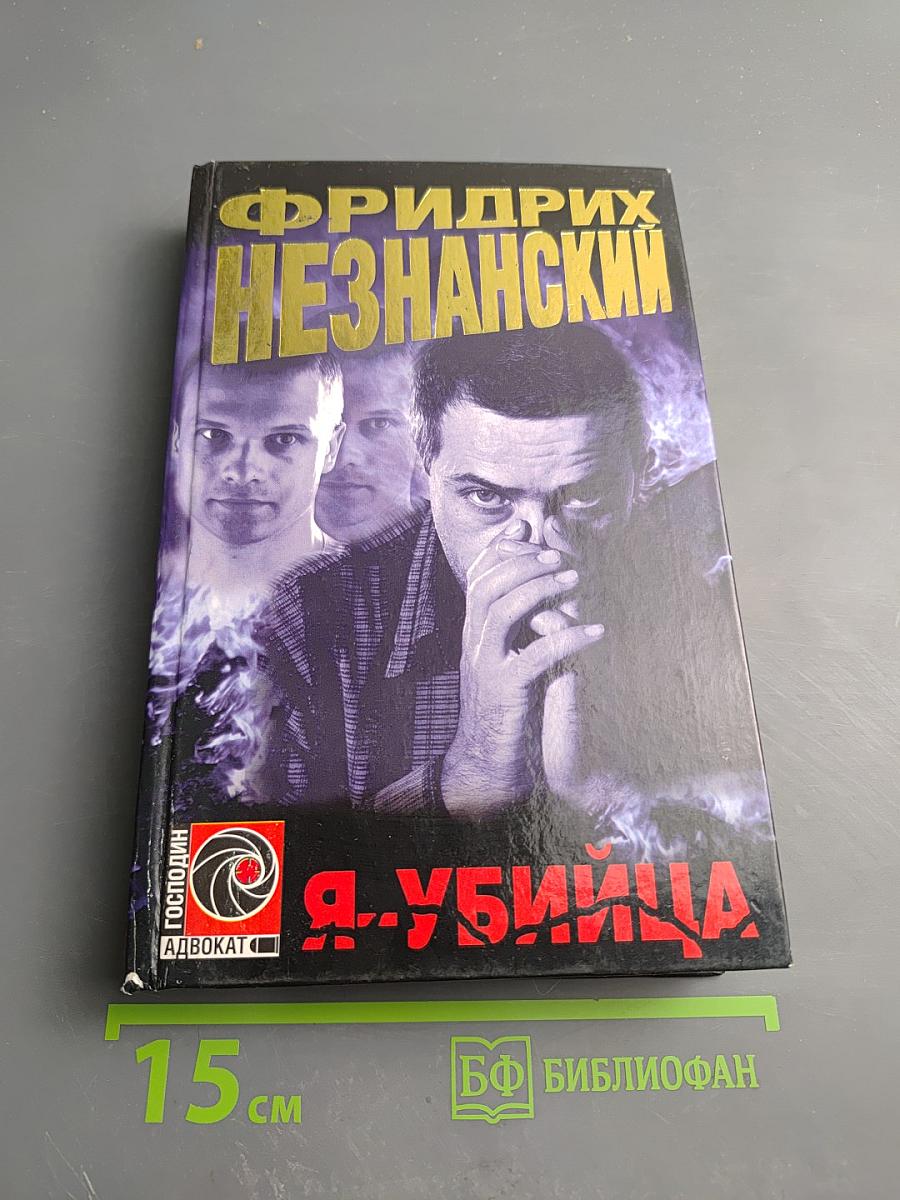 ФРИДРИХ
НЕЗНАНСКИЙ
ГОСПОДИН
АДВОКАТ
Я--УБИЙЦА
15 см
БФ БИБЛИОФАН